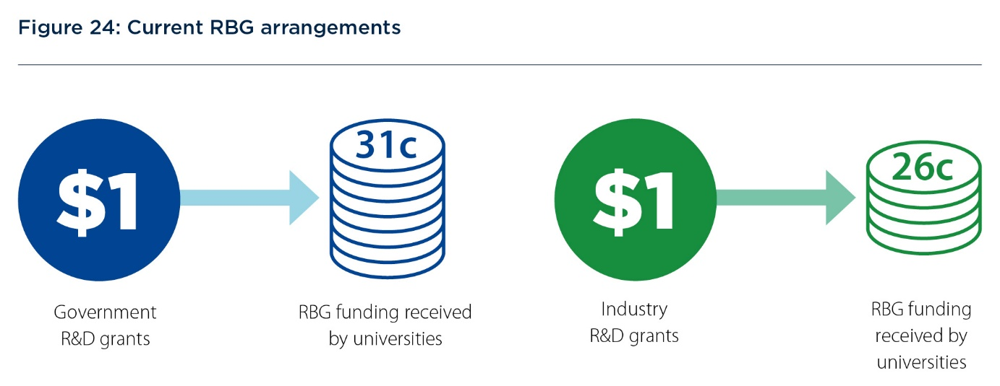 Figure 24: Current RBG arrangements
$1
31c
$1
26c
Government
R&D grants
RBG funding received
by universities
Industry
R&D grants
RBG funding
received by
universities